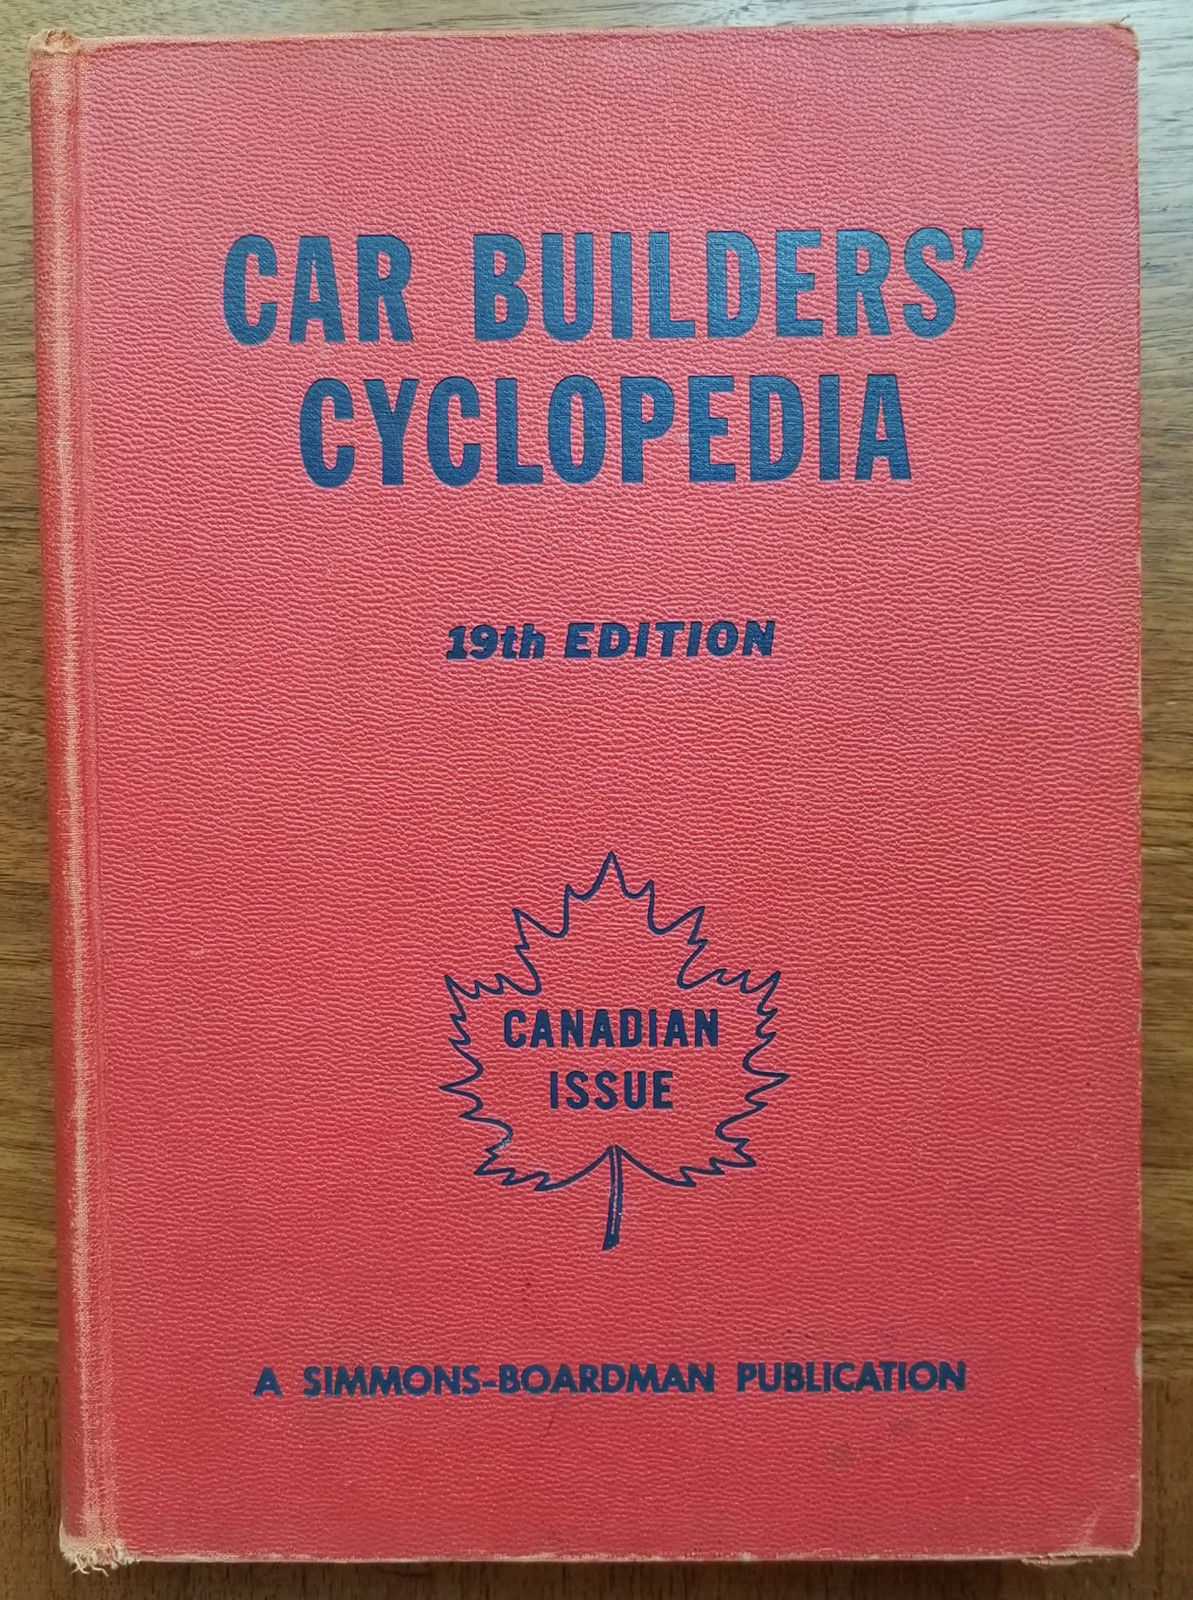 CAR BUILDERS'
CYCLOPEDIA
19th EDITION
CANADIAN
ISSUE
A SIMMONS-BOARDMAN PUBLICATION